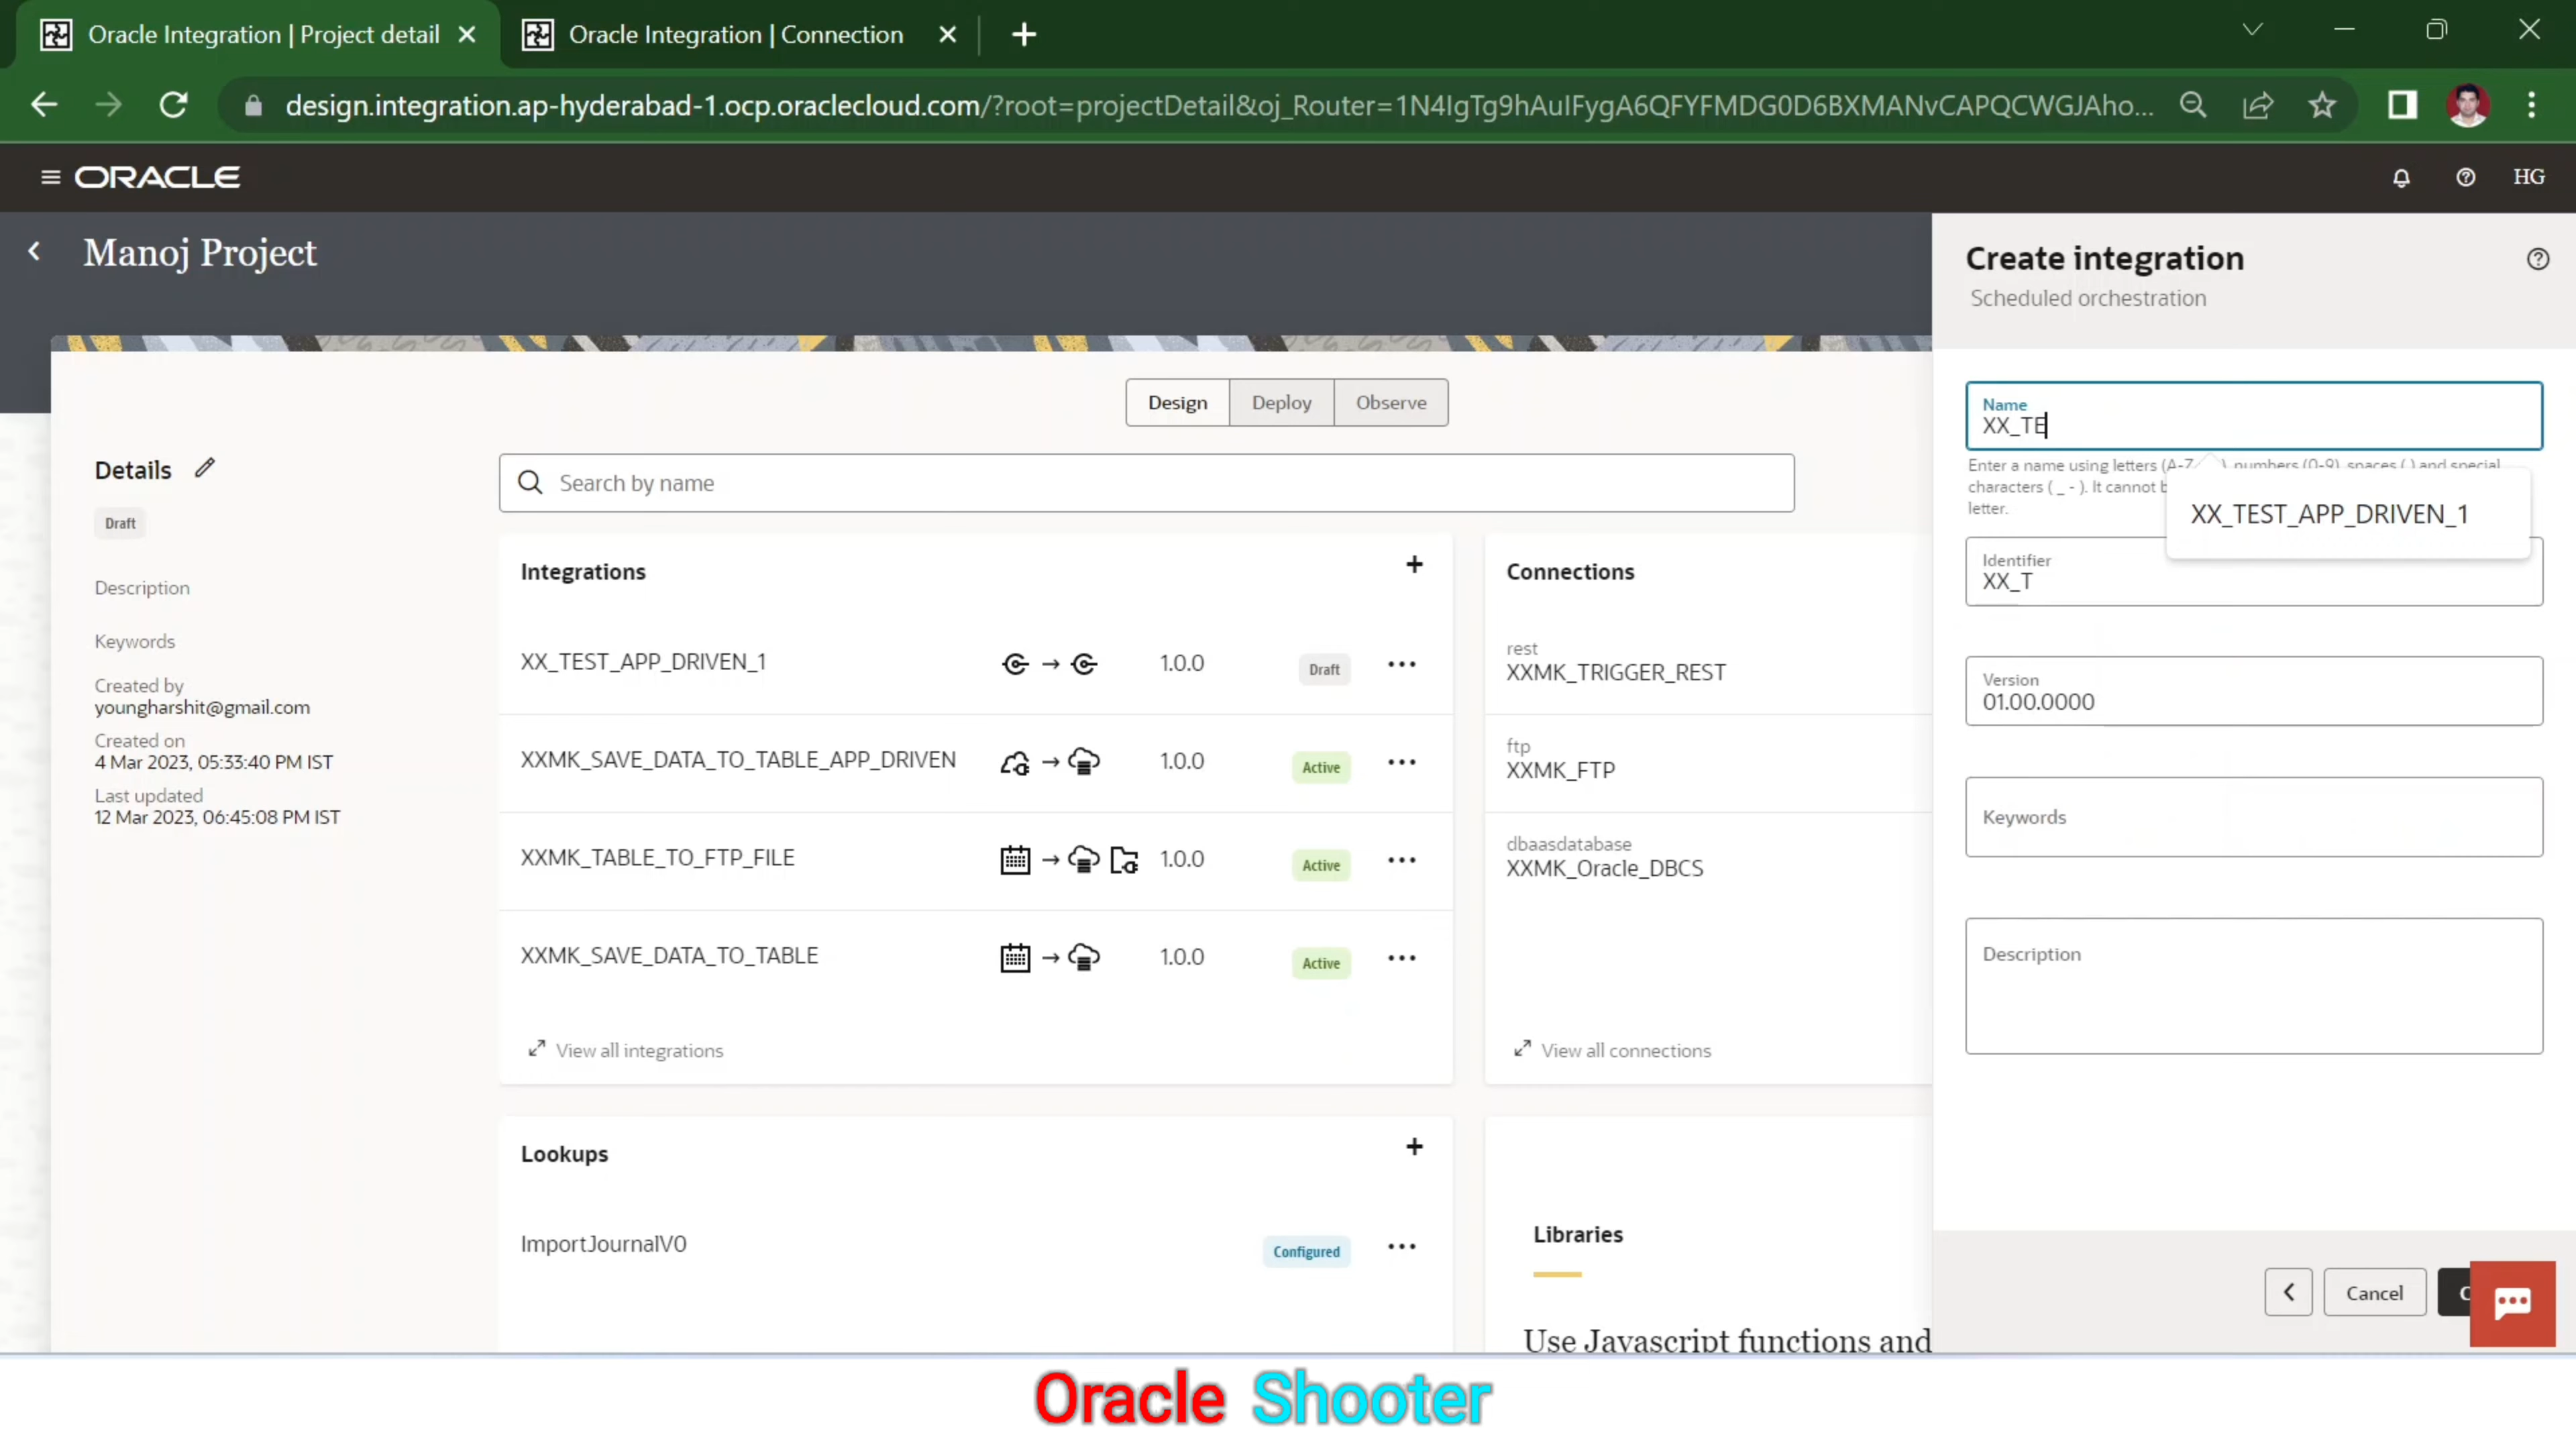 Oracle Integration | Project detail
Oracle Integration | Connection
design.integration.ap-hyderabad-1.ocp.oraclecloud.com/?root=projectDetail&oj_Router=1N4IgTg9hAuIFygA6QFYFMDG0D6BXMANvCAPQCWGJAho...
ORACLE
HG
Manoj Project
Design
Deploy
Observe
Details
Draft
Description
Keywords
Created by
youngharshit@gmail.com
Created on
4 Mar 2023, 05:33:40 PM IST
Last updated
12 Mar 2023, 06:45:08 PM IST
Search by name
Integrations
XX_TEST_APP_DRIVEN_1 1.0.0 Draft
XXMK_SAVE_DATA_TO_TABLE_APP_DRIVEN 1.0.0 Active
XXMK_TABLE_TO_FTP_FILE 1.0.0 Active
XXMK_SAVE_DATA_TO_TABLE 1.0.0 Active
View all integrations
Connections
rest
XXMK_TRIGGER_REST
ftp
XXMK_FTP
dbaasdatabase
XXMK_Oracle_DBCS
View all connections
Lookups
ImportJournalV0 Configured
Libraries
Use Javascript functions and
Create integration
Scheduled orchestration
Name
XX_TE
Enter a name using letters (A-Z numbers (0-9), spaces ( ) and special
characters ( _ - ). It cannot
letter.
XX_TEST_APP_DRIVEN_1
Identifier
XX_T
Version
01.00.0000
Keywords
Description
Cancel
Oracle Shooter